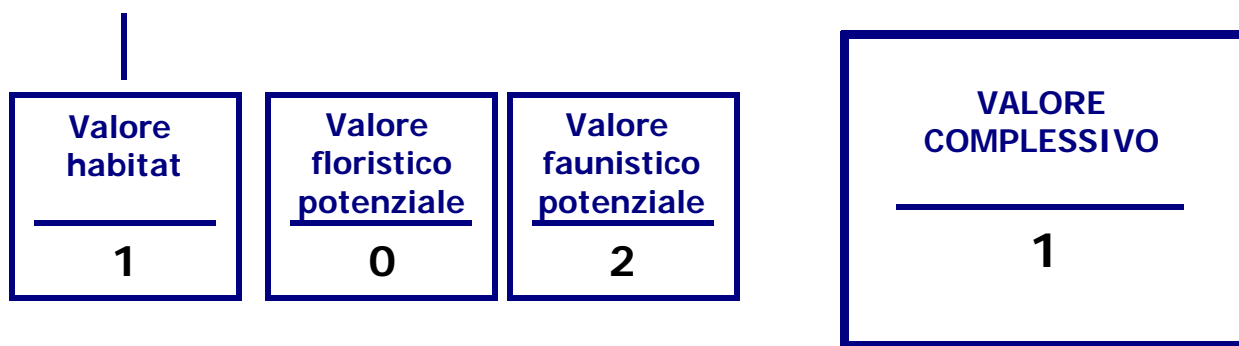 Valore
habitat
1
Valore
floristico
potenziale
0
Valore
faunistico
potenziale
2
VALORE
COMPLESSIVO
1